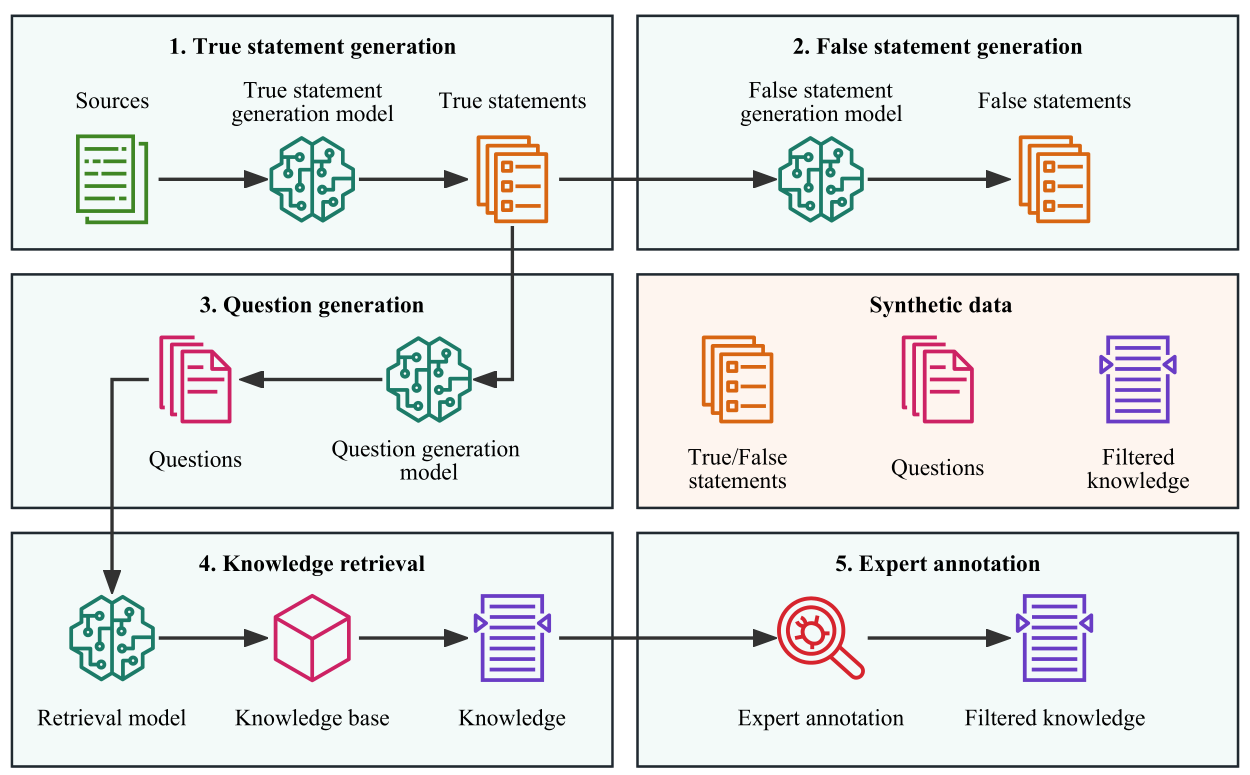 1. True statement generation
Sources
True statement
generation model
True statements
2. False statement generation
False statement
generation model
False statements
3. Question generation
Questions
Question generation
model
Synthetic data
True/False
statements
Questions
Filtered
knowledge
4. Knowledge retrieval
Retrieval model
Knowledge base
Knowledge
5. Expert annotation
Expert annotation
Filtered knowledge